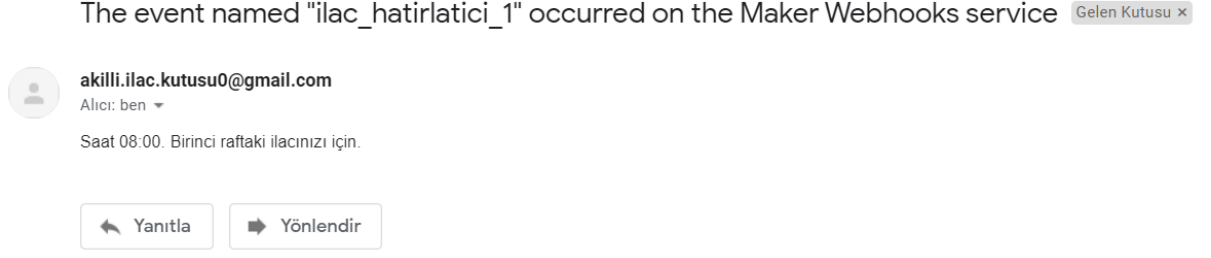 The event named "ilac_hatirlatici_1" occurred on the Maker Webhooks service Gelen Kutusu ×
akilli.ilac.kutusu0@gmail.com
Alıcı: ben
Saat 08:00. Birinci raftaki ilacınızı için.
Yanıtla Yönlendir